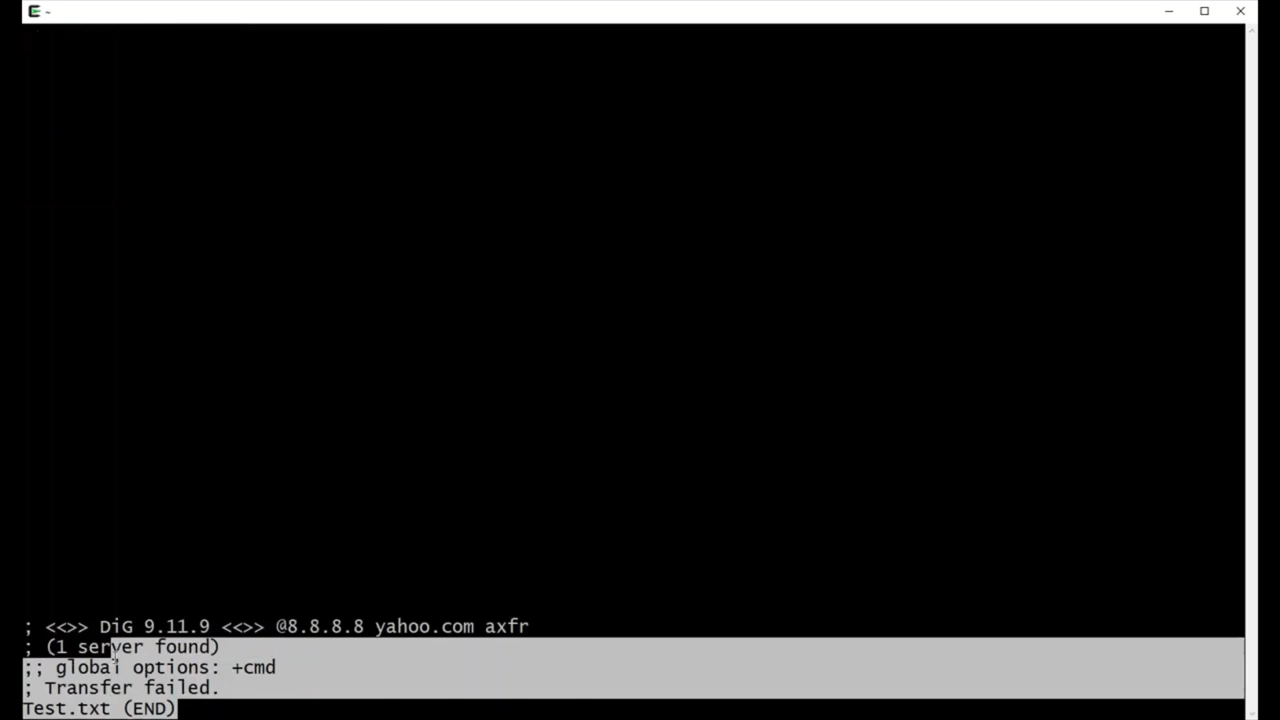 ~
; <<>> DiG 9.11.9 <<>> @8.8.8.8 yahoo.com axfr
; (1 server found)
;; global options: +cmd
; Transfer failed.
Test.txt (END)